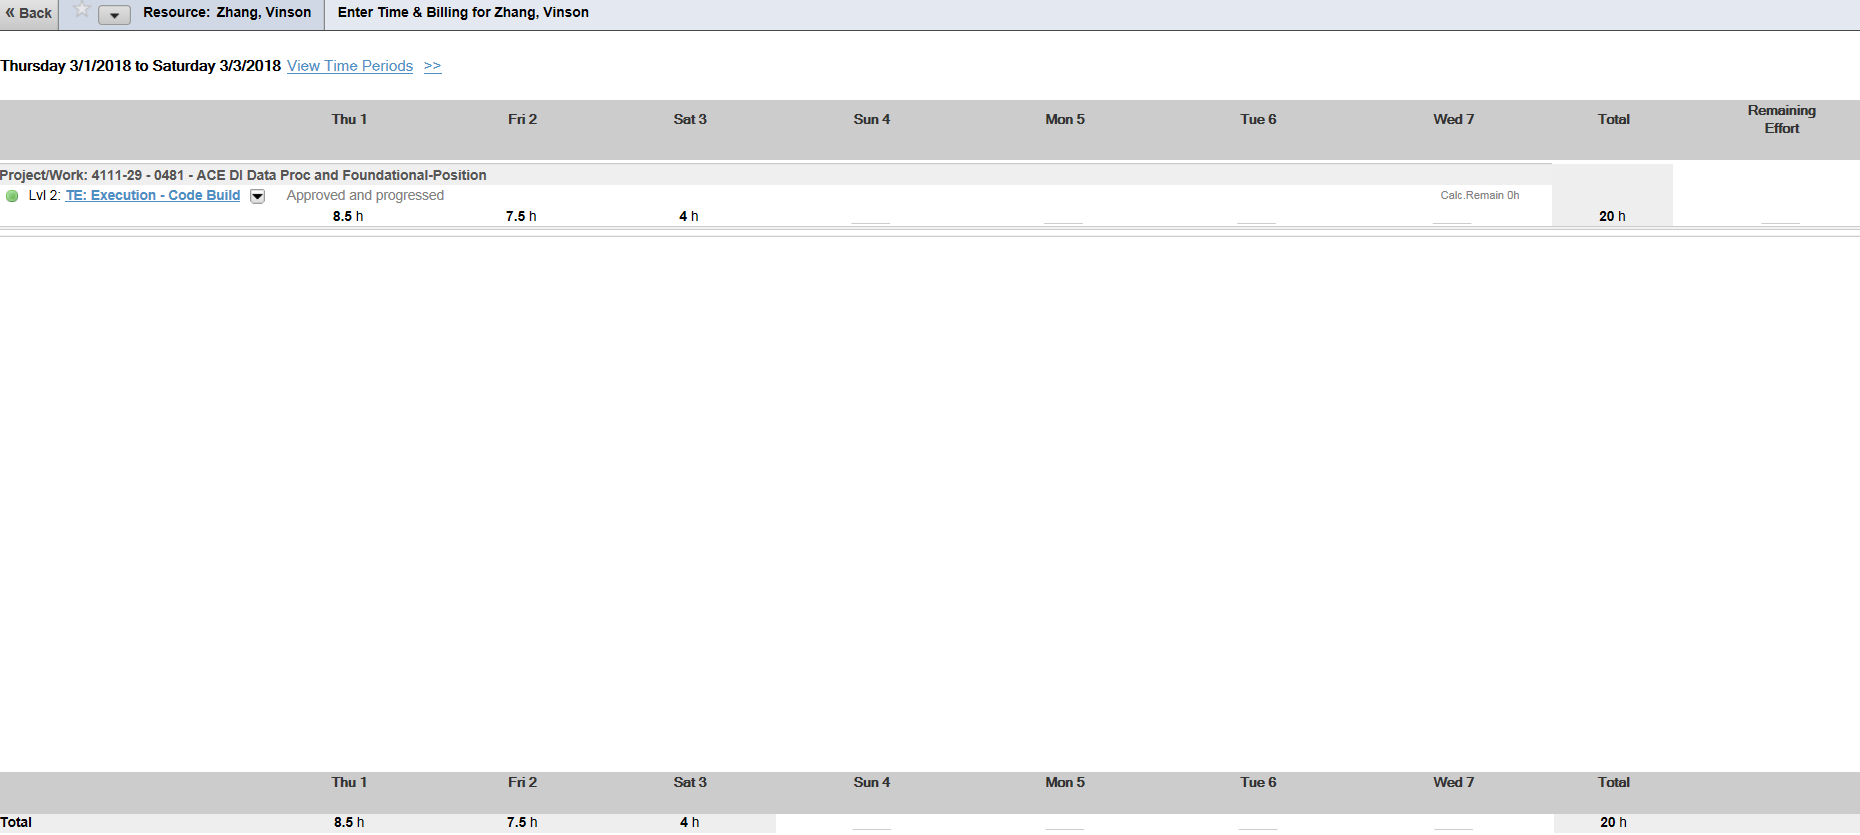 « Back Resource: Zhang, Vinson Enter Time & Billing for Zhang, Vinson
Thursday 3/1/2018 to Saturday 3/3/2018 View Time Periods >>
Thu 1 Fri 2 Sat 3 Sun 4 Mon 5 Tue 6 Wed 7 Total Remaining Effort
Project/Work: 4111-29 - 0481 - ACE DI Data Proc and Foundational-Position
Lvl 2: TE: Execution - Code Build Approved and progressed Calc.Remain 0h
8.5 h 7.5 h 4 h 20 h
Thu 1 Fri 2 Sat 3 Sun 4 Mon 5 Tue 6 Wed 7 Total
Total 8.5 h 7.5 h 4 h 20 h